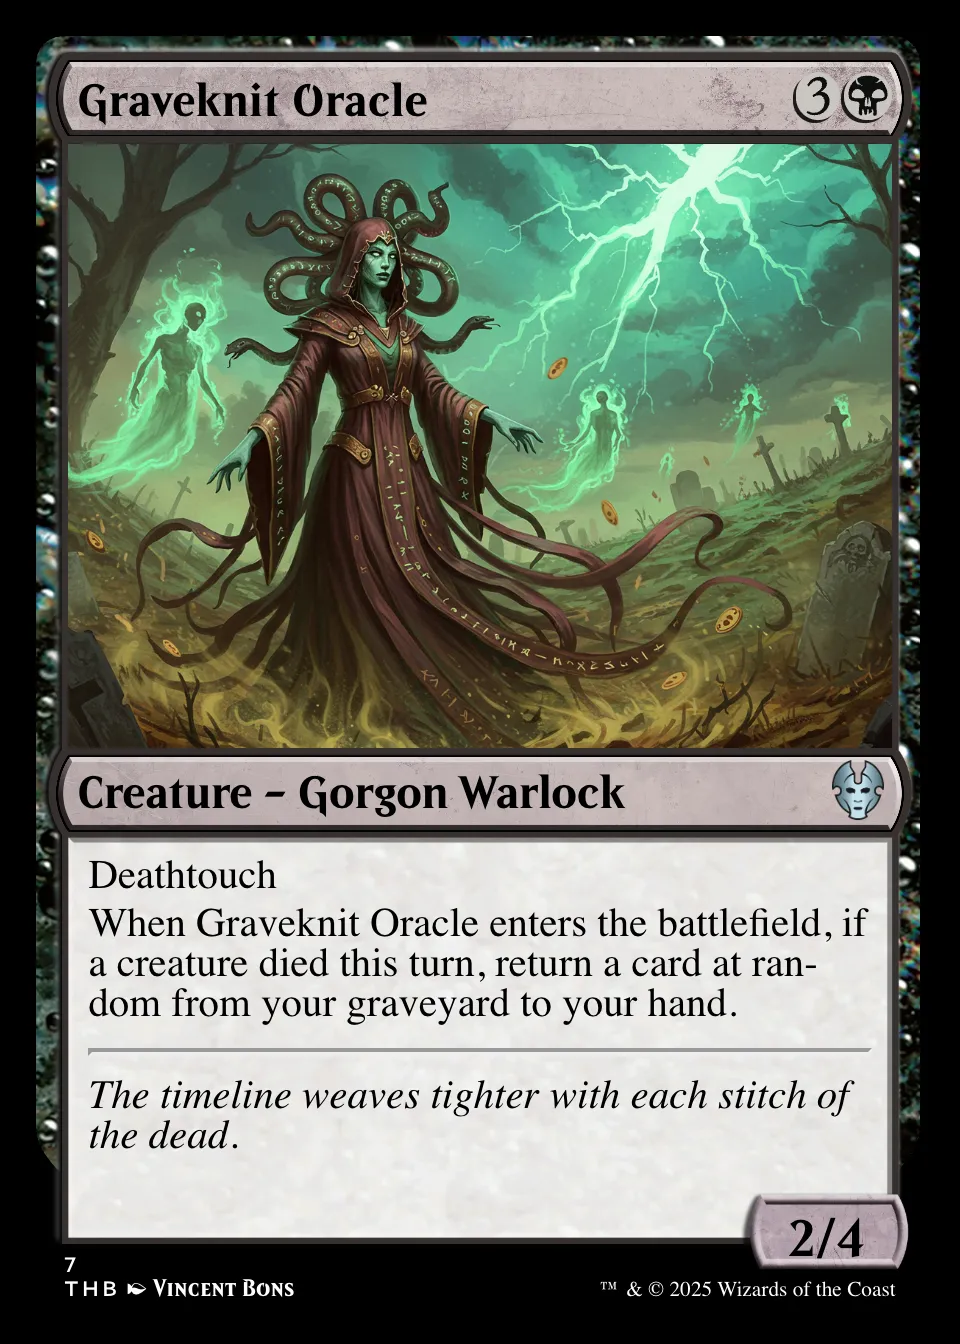 Graveknit Oracle 3
Creature – Gorgon Warlock
Deathtouch
When Graveknit Oracle enters the battlefield, if
a creature died this turn, return a card at ran-
dom from your graveyard to your hand.
The timeline weaves tighter with each stitch of
the dead.
2/4
7
THB VINCENT BONS
™ & © 2025 Wizards of the Coast